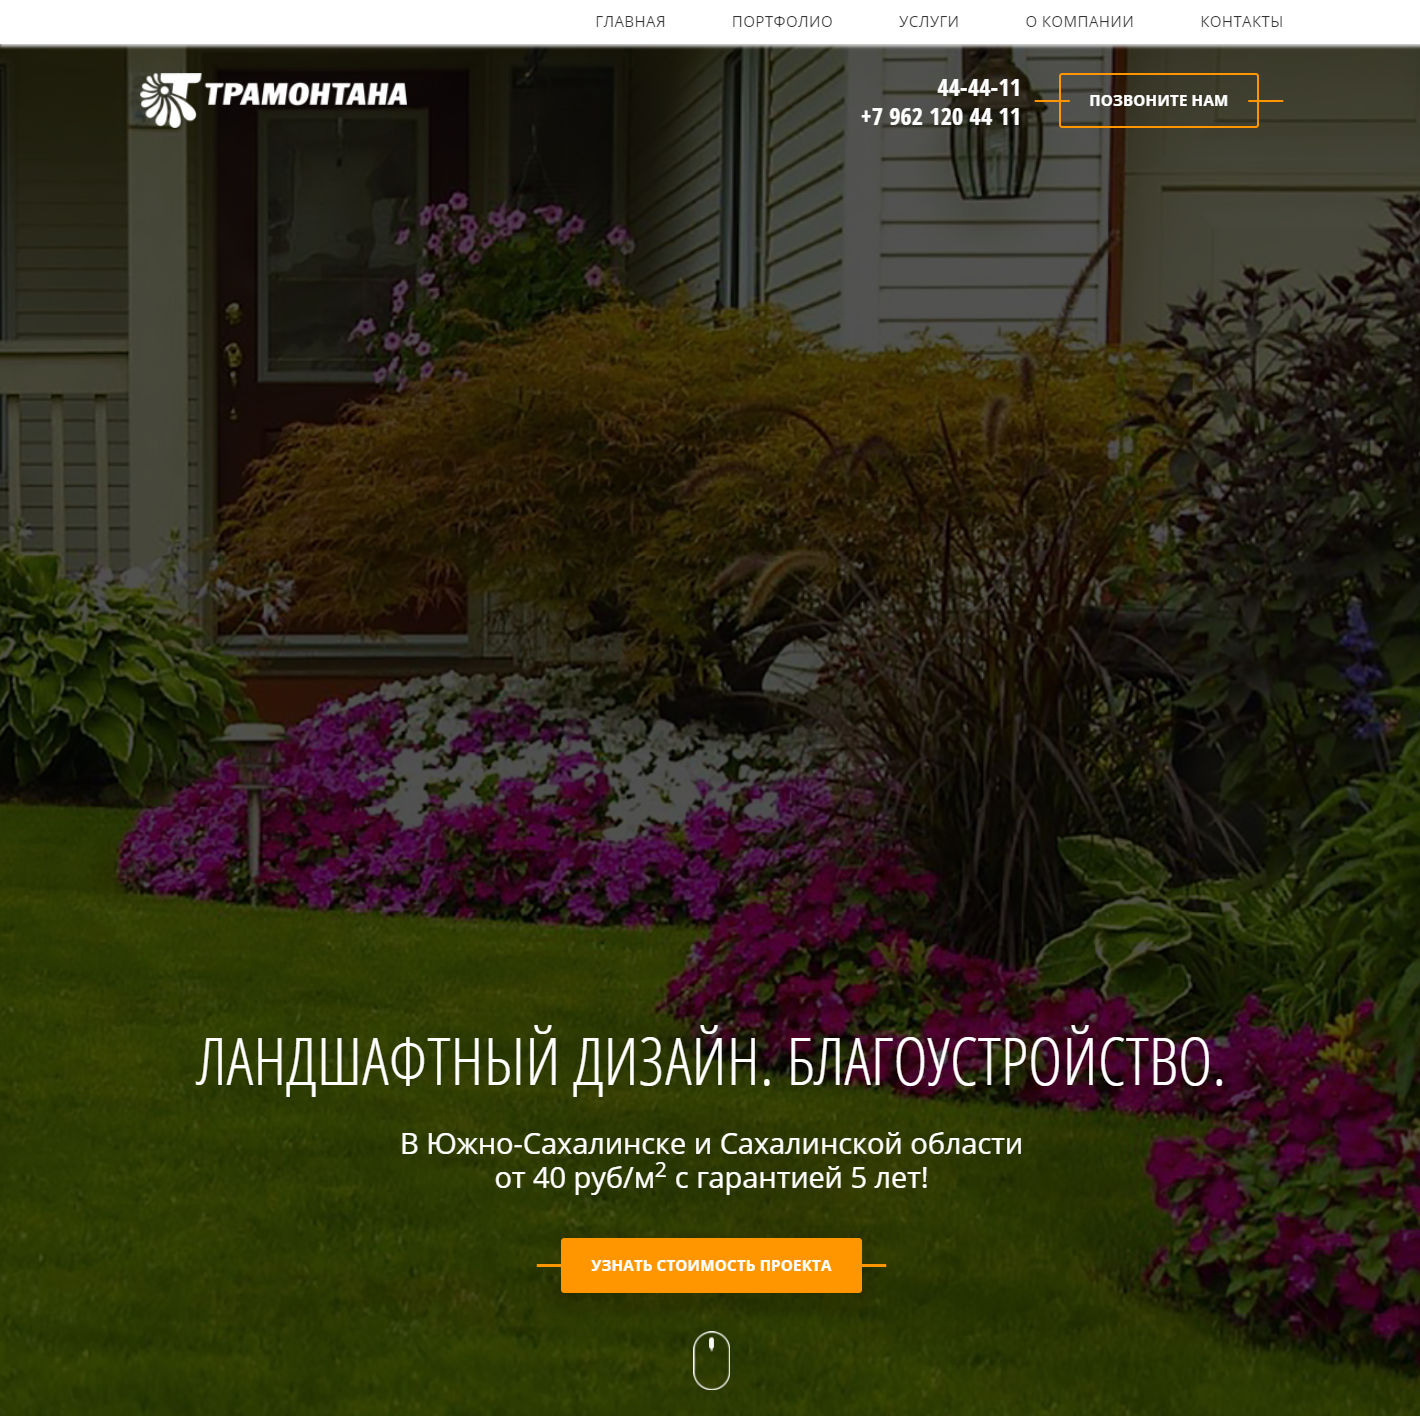 ГЛАВНАЯ ПОРТФОЛИО УСЛУГИ О КОМПАНИИ КОНТАКТЫ
ТРАМОНТАНА
44-44-11
+7 962 120 44 11
ПОЗВОНИТЕ НАМ
ЛАНДШАФТНЫЙ ДИЗАЙН. БЛАГОУСТРОЙСТВО.
В Южно-Сахалинске и Сахалинской области
от 40 руб/м² с гарантией 5 лет!
УЗНАТЬ СТОИМОСТЬ ПРОЕКТА